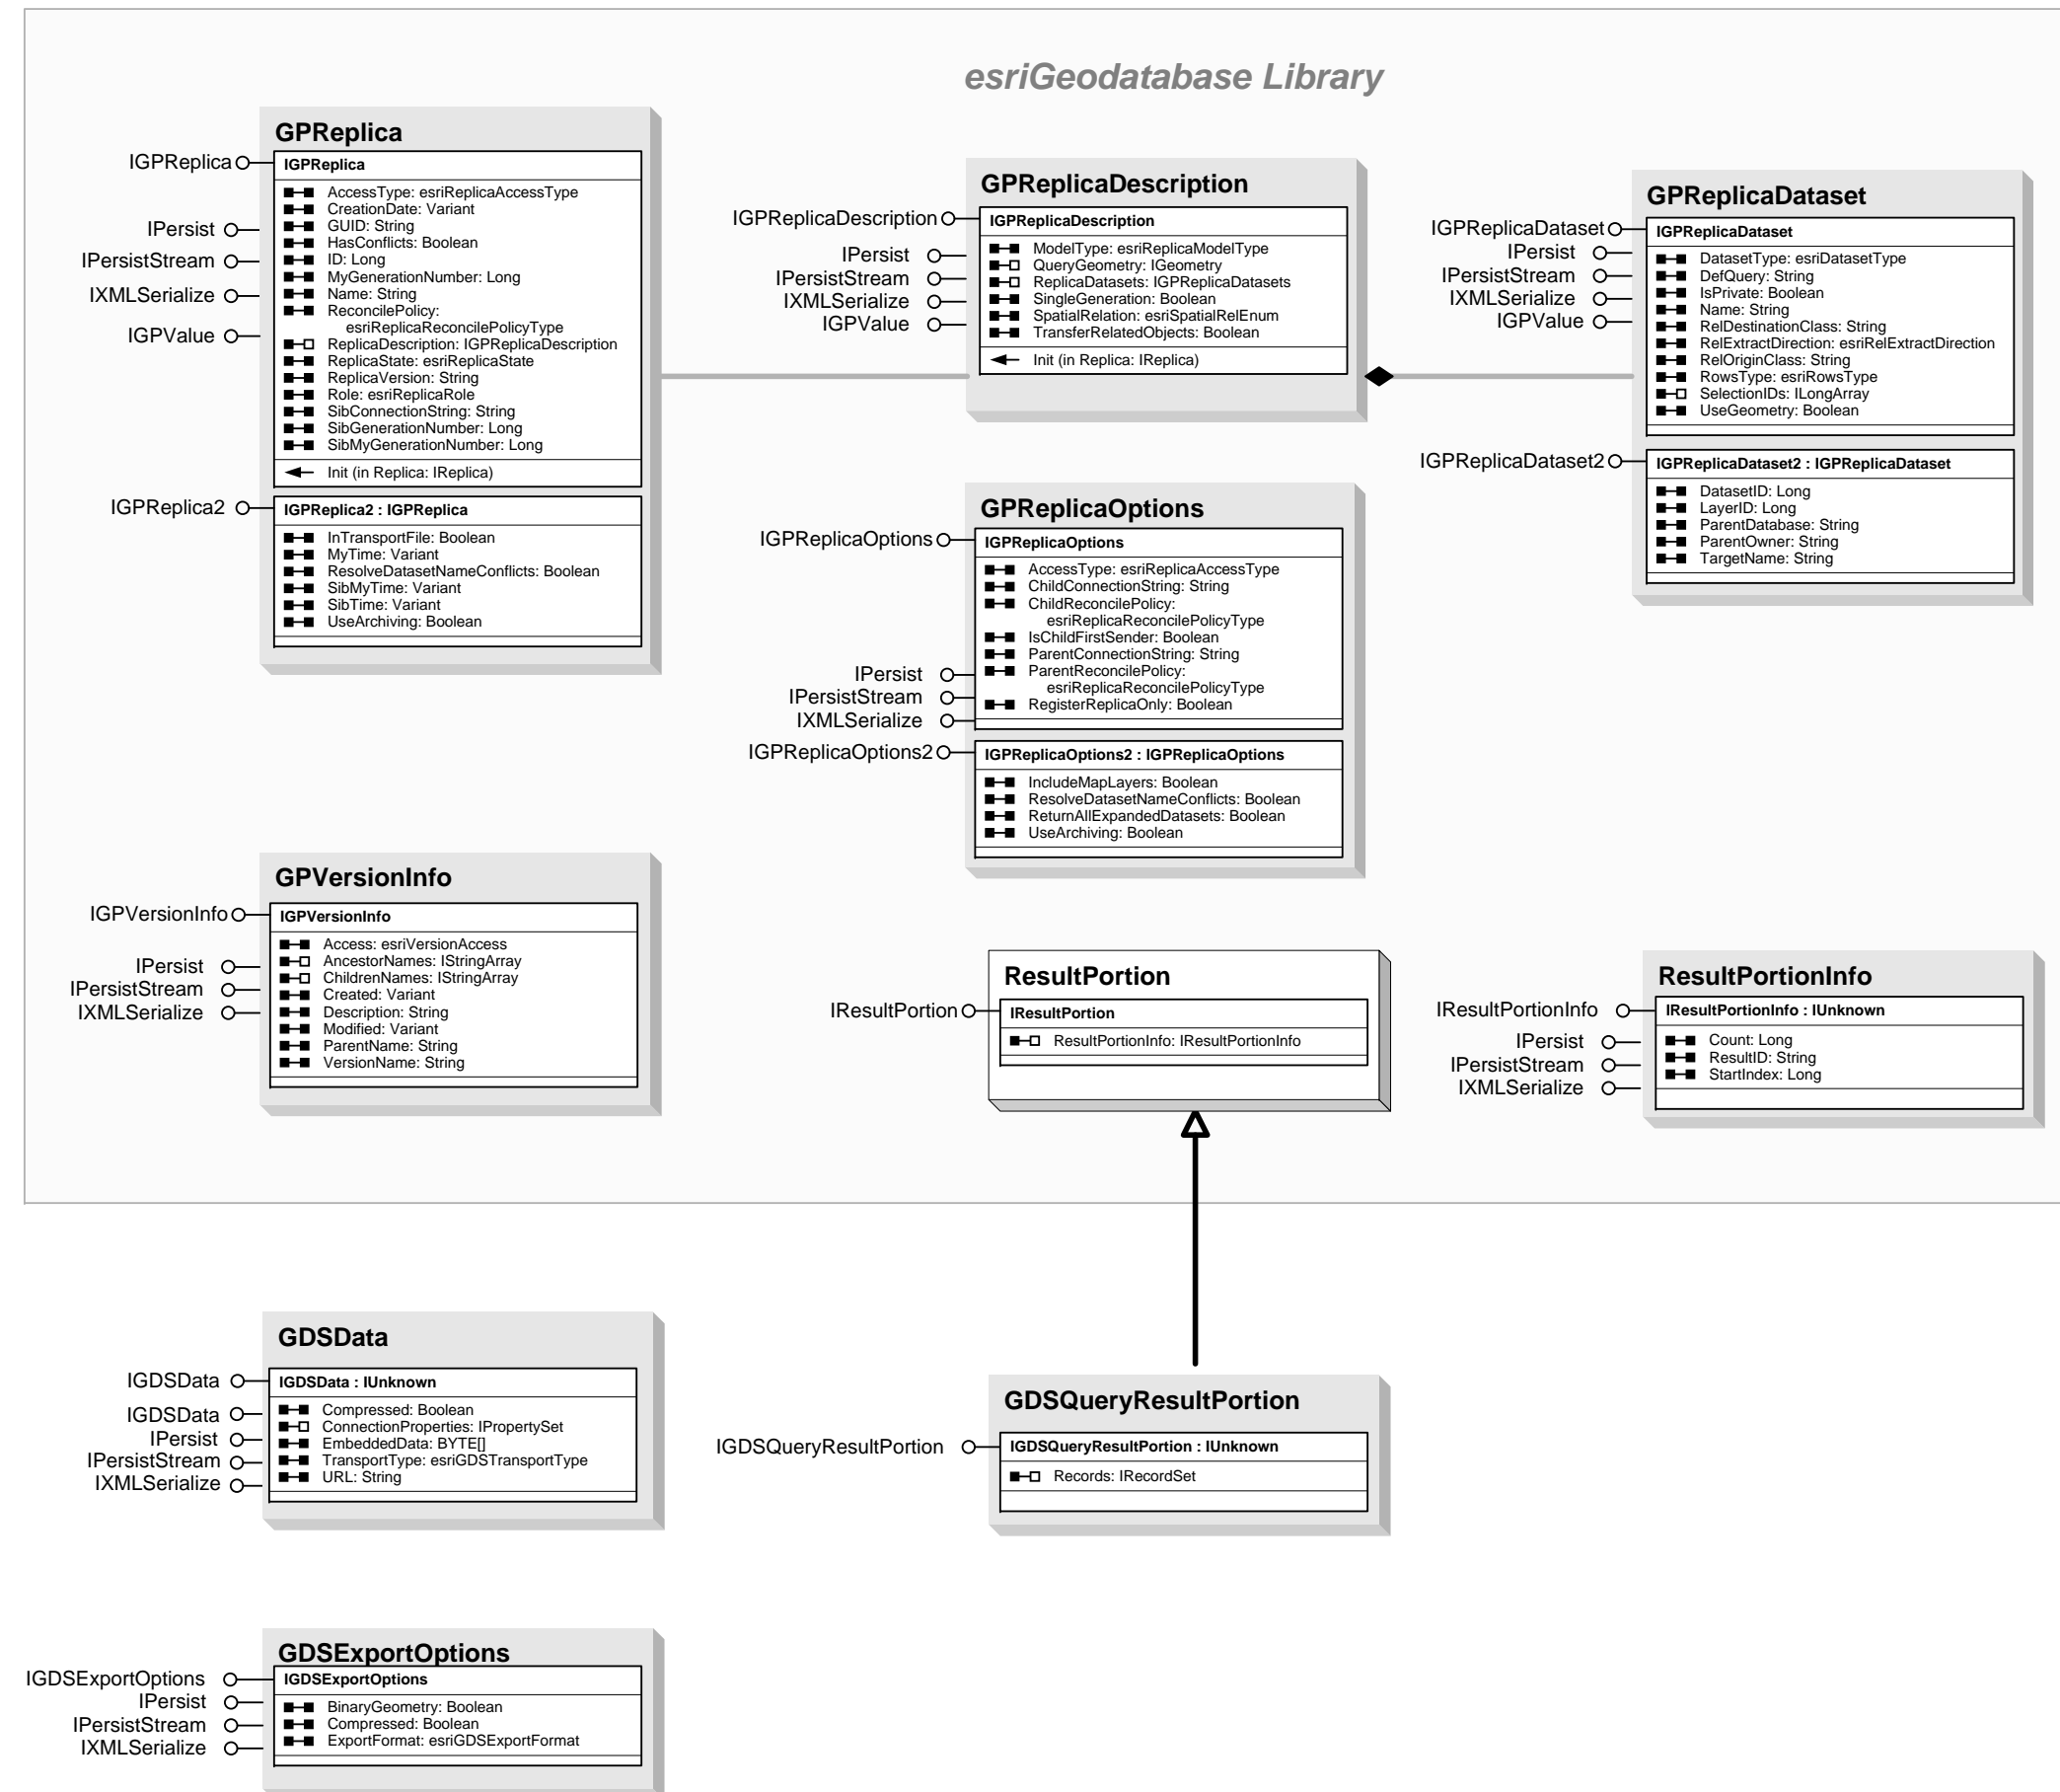 esriGeodatabase Library
GPReplica
IGPReplica
IPersist
IPersistStream
IXMLSerialize
IGPValue
IGPReplica
AccessType: esriReplicaAccessType
CreationDate: Variant
GUID: String
HasConflicts: Boolean
ID: Long
MyGenerationNumber: Long
Name: String
ReconcilePolicy:
esriReplicaReconcilePolicyType
ReplicaDescription: IGPReplicaDescription
ReplicaState: esriReplicaState
ReplicaVersion: String
Role: esriReplicaRole
SibConnectionString: String
SibGenerationNumber: Long
SibMyGenerationNumber: Long
Init (in Replica: IReplica)
IGPReplica2
IGPReplica2 : IGPReplica
InTransportFile: Boolean
MyTime: Variant
ResolveDatasetNameConflicts: Boolean
SibMyTime: Variant
SibTime: Variant
UseArchiving: Boolean
GPReplicaDescription
IGPReplicaDescription
IPersist
IPersistStream
IXMLSerialize
IGPValue
IGPReplicaDescription
ModelType: esriReplicaModelType
QueryGeometry: IGeometry
ReplicaDatasets: IGPReplicaDatasets
SingleGeneration: Boolean
SpatialRelation: esriSpatialRelEnum
TransferRelatedObjects: Boolean
Init (in Replica: IReplica)
GPReplicaDataset
IGPReplicaDataset
IPersist
IPersistStream
IXMLSerialize
IGPValue
IGPReplicaDataset
DatasetType: esriDatasetType
DefQuery: String
IsPrivate: Boolean
Name: String
RelDestinationClass: String
RelExtractDirection: esriRelExtractDirection
RelOriginClass: String
RowsType: esriRowsType
SelectionIDs: ILongArray
UseGeometry: Boolean
IGPReplicaDataset2
IGPReplicaDataset2 : IGPReplicaDataset
DatasetID: Long
LayerID: Long
ParentDatabase: String
ParentOwner: String
TargetName: String
GPReplicaOptions
IGPReplicaOptions
IPersist
IPersistStream
IXMLSerialize
IGPReplicaOptions
AccessType: esriReplicaAccessType
ChildConnectionString: String
ChildReconcilePolicy:
esriReplicaReconcilePolicyType
IsChildFirstSender: Boolean
ParentConnectionString: String
ParentReconcilePolicy:
esriReplicaReconcilePolicyType
RegisterReplicaOnly: Boolean
IGPReplicaOptions2
IGPReplicaOptions2 : IGPReplicaOptions
IncludeMapLayers: Boolean
ResolveDatasetNameConflicts: Boolean
ReturnAllExpandedDatasets: Boolean
UseArchiving: Boolean
GPVersionInfo
IGPVersionInfo
IPersist
IPersistStream
IXMLSerialize
IGPVersionInfo
Access: esriVersionAccess
AncestorNames: IStringArray
ChildrenNames: IStringArray
Created: Variant
Description: String
Modified: Variant
ParentName: String
VersionName: String
ResultPortion
IResultPortion
IResultPortion
ResultPortionInfo: IResultPortionInfo
ResultPortionInfo
IResultPortionInfo
IPersist
IPersistStream
IXMLSerialize
IResultPortionInfo : IUnknown
Count: Long
ResultID: String
StartIndex: Long
GDSData
IGDSData
IGDSData
IPersist
IPersistStream
IXMLSerialize
IGDSData : IUnknown
Compressed: Boolean
ConnectionProperties: IPropertySet
EmbeddedData: BYTE[]
TransportType: esriGDSTransportType
URL: String
GDSQueryResultPortion
IGDSQueryResultPortion
IGDSQueryResultPortion : IUnknown
Records: IRecordSet
GDSExportOptions
IGDSExportOptions
IPersist
IPersistStream
IXMLSerialize
IGDSExportOptions
BinaryGeometry: Boolean
Compressed: Boolean
ExportFormat: esriGDSExportFormat